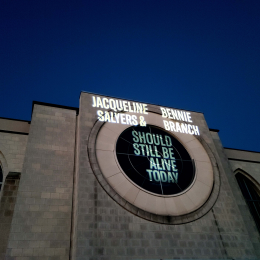 JACQUELINE BENNIE
SALYERS & BRANCH
SHOULD
STILL BE
ALIVE
TODAY